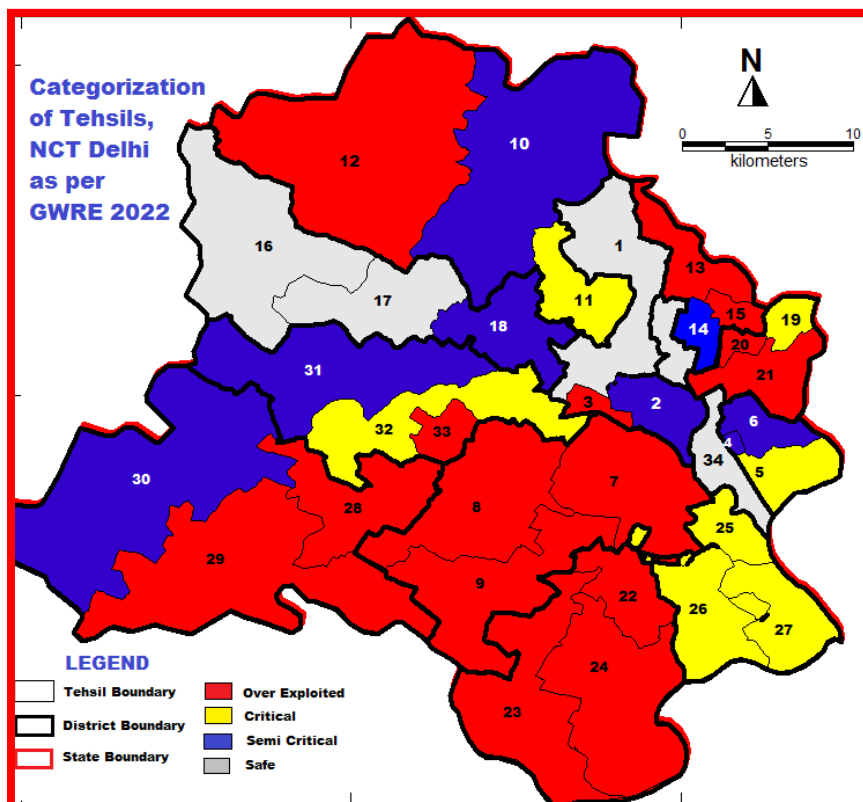 Categorization
of Tehsils,
NCT Delhi
as per
GWRE 2022
N
0 5 10
kilometers
12
10
16
1
13
17
11
15
19
18
14
20
21
31
3
2
6
32
33
4
34
5
30
7
28
8
25
29
9
22
26
27
24
23
LEGEND
Tehsil Boundary
District Boundary
State Boundary
Over Exploited
Critical
Semi Critical
Safe